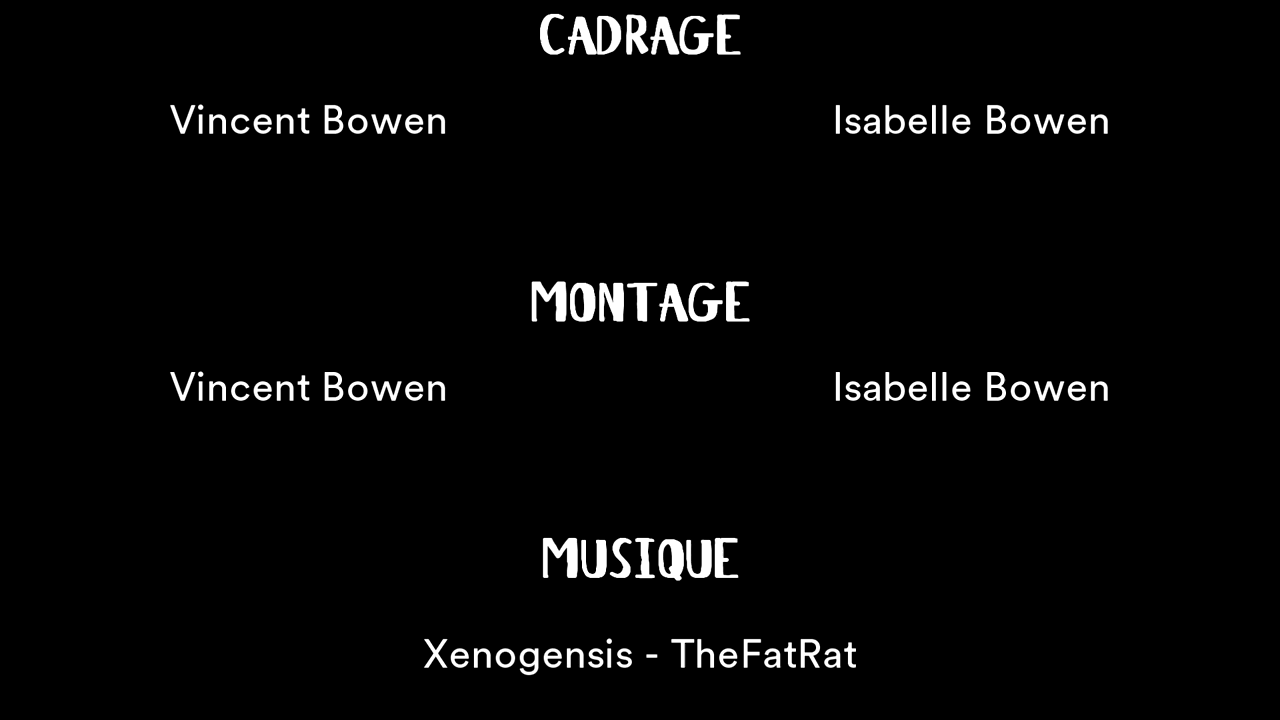 CADRAGE
Vincent Bowen Isabelle Bowen
MONTAGE
Vincent Bowen Isabelle Bowen
MUSIQUE
Xenogensis - TheFatRat